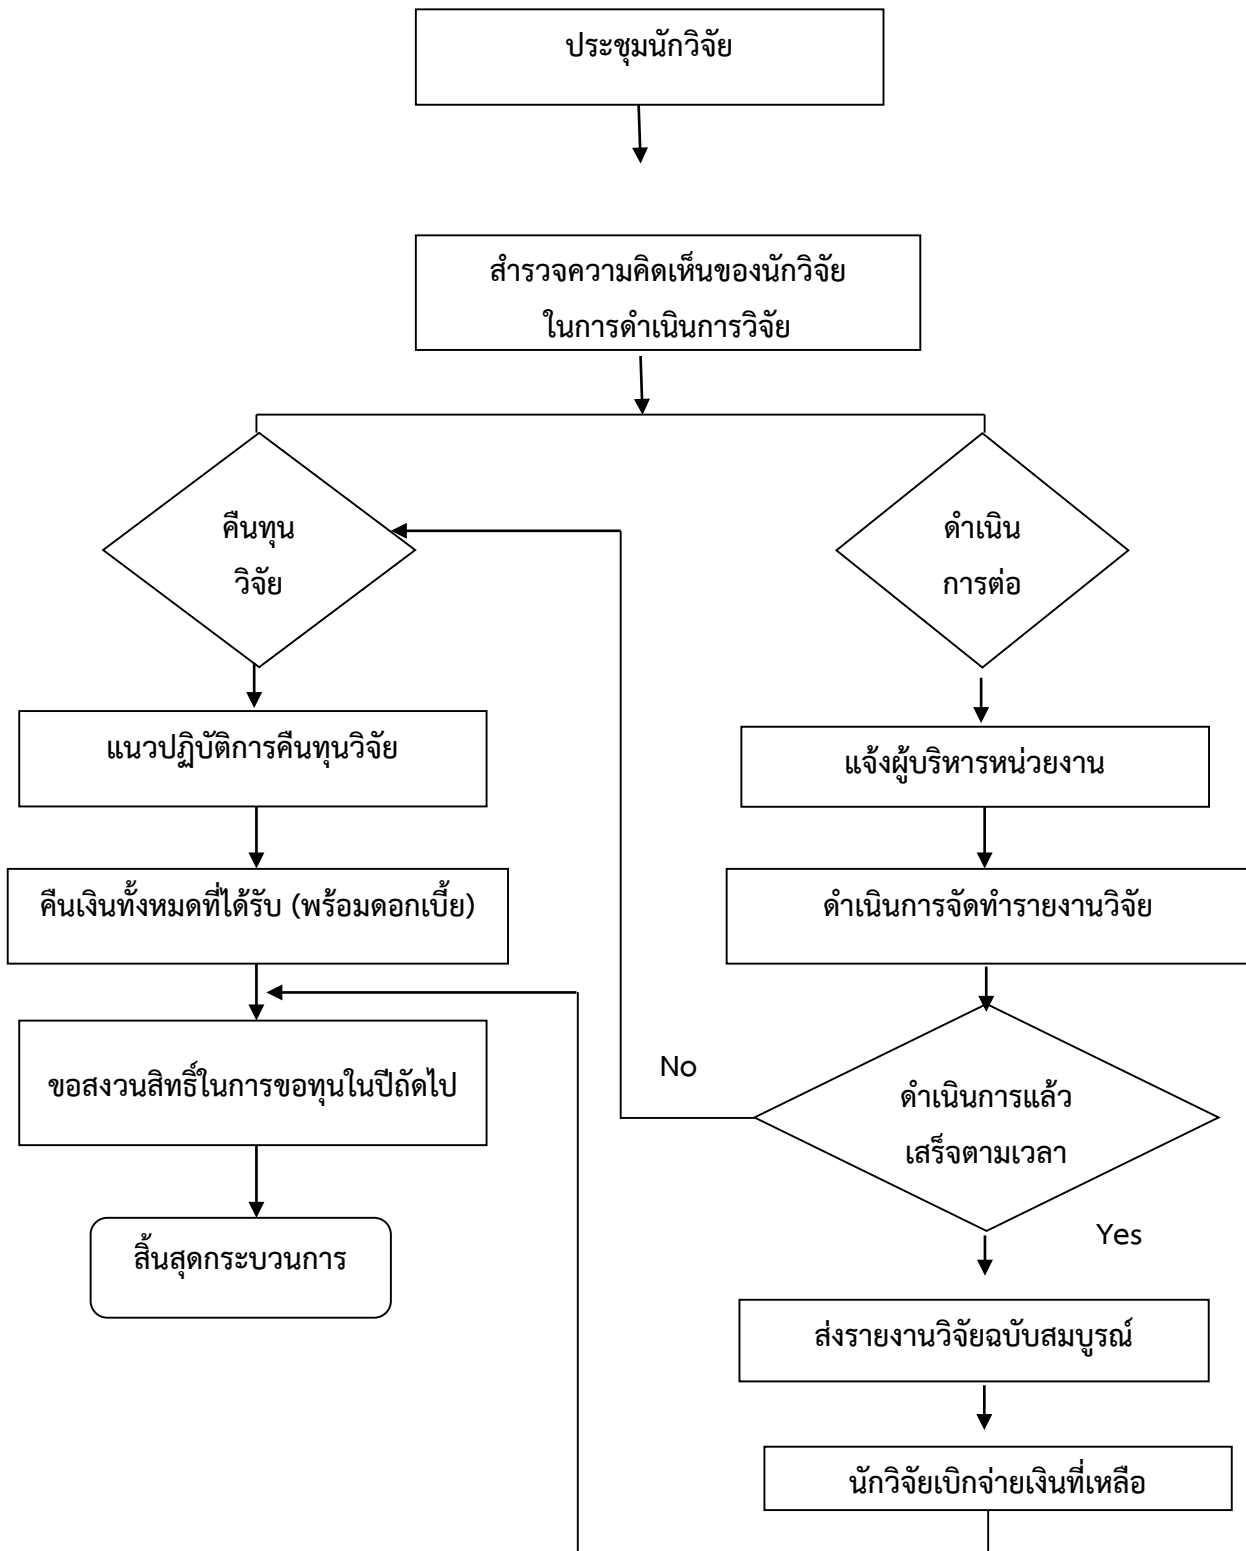 ประชุมนักวิจัย
สำรวจความคิดเห็นของนักวิจัย
ในการดำเนินการวิจัย
คืนทุน
วิจัย
ดำเนิน
การต่อ
แนวปฏิบัติการคืนทุนวิจัย
แจ้งผู้บริหารหน่วยงาน
คืนเงินทั้งหมดที่ได้รับ (พร้อมดอกเบี้ย)
ดำเนินการจัดทำรายงานวิจัย
ขอสงวนสิทธิ์ในการขอทุนในปีถัดไป
No
ดำเนินการแล้ว
เสร็จตามเวลา
Yes
สิ้นสุดกระบวนการ
ส่งรายงานวิจัยฉบับสมบูรณ์
นักวิจัยเบิกจ่ายเงินที่เหลือ